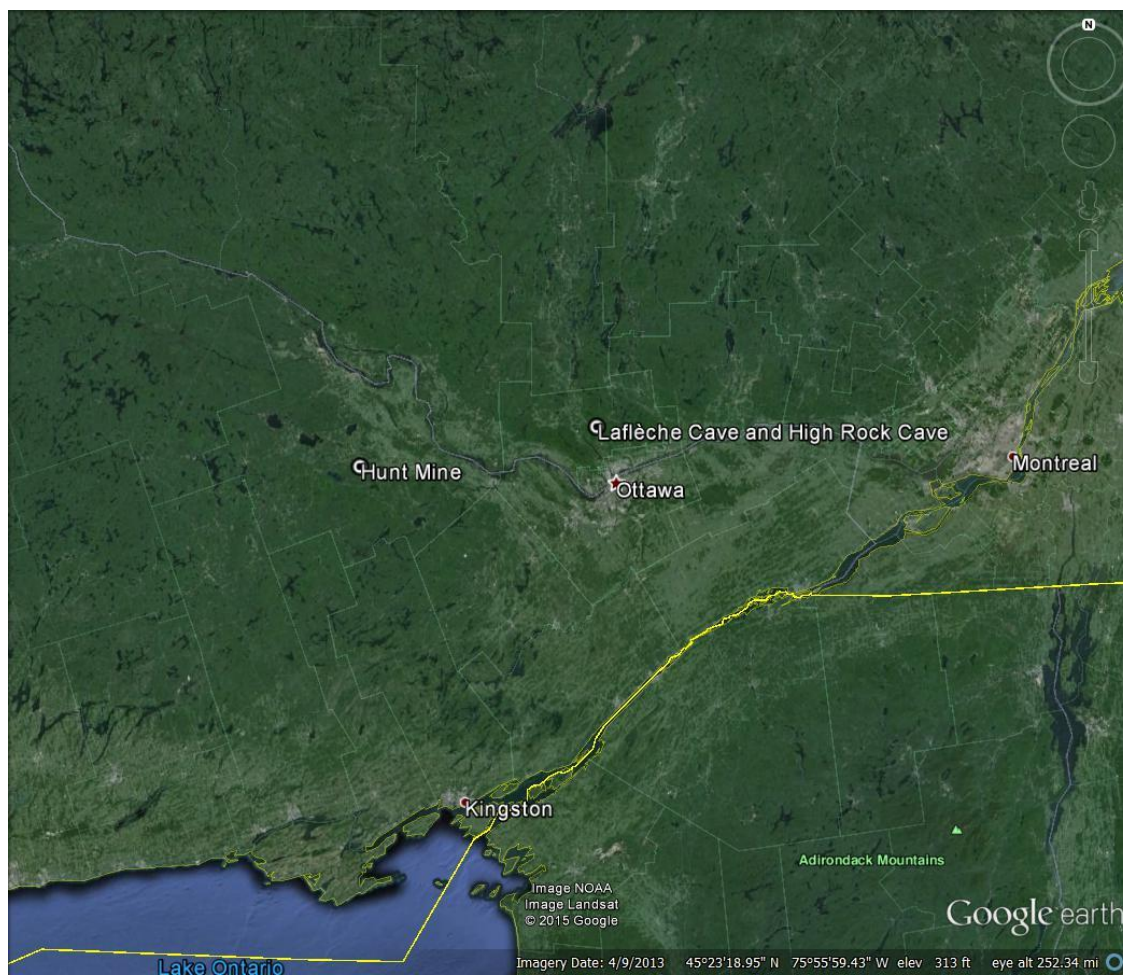 N
Laflèche Cave and High Rock Cave
Hunt Mine
Montreal
Ottawa
Kingston
Adirondack Mountains
Image NOAA
Image Landsat
© 2015 Google
Google earth
Lake Ontario
Imagery Date: 4/9/2013 45°23'18.95" N 75°55'59.43" W elev 313 ft eye alt 252.34 mi